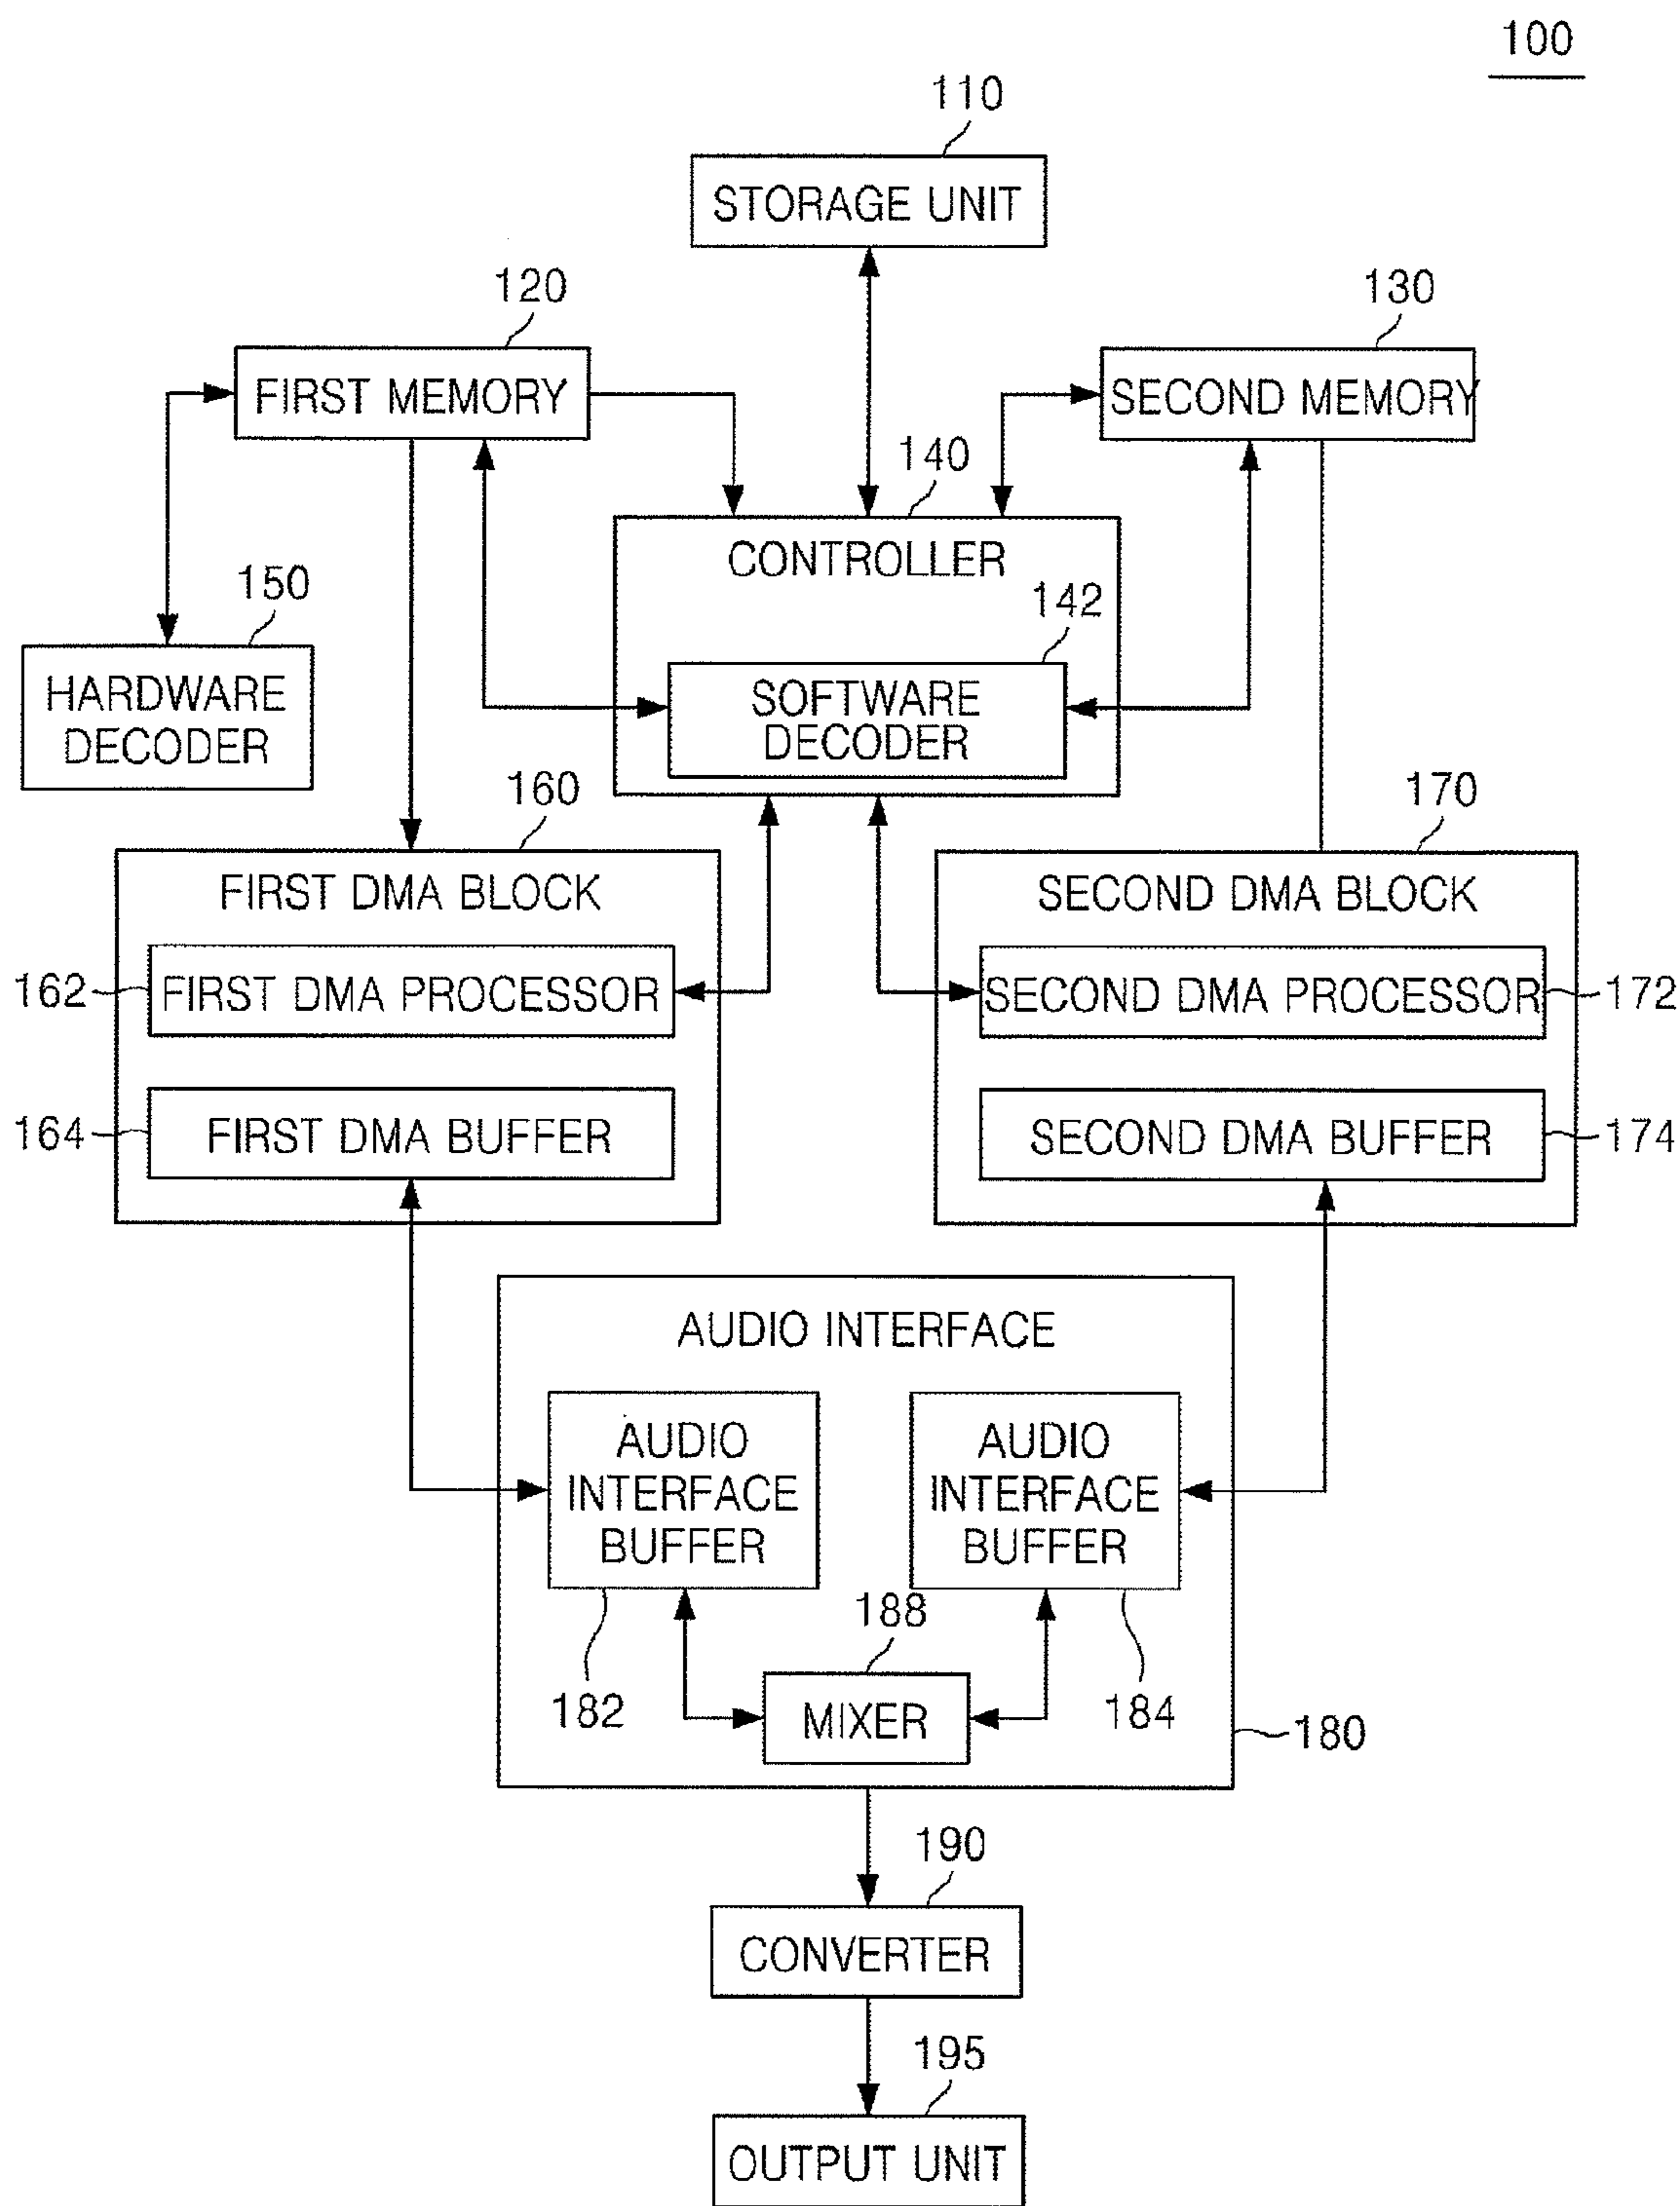 100
110
STORAGE UNIT
120
130
FIRST MEMORY
SECOND MEMORY
140
CONTROLLER
150
142
HARDWARE
DECODER
SOFTWARE
DECODER
160
170
FIRST DMA BLOCK
SECOND DMA BLOCK
162
FIRST DMA PROCESSOR
SECOND DMA PROCESSOR
172
164
FIRST DMA BUFFER
SECOND DMA BUFFER
174
AUDIO INTERFACE
AUDIO
INTERFACE
BUFFER
AUDIO
INTERFACE
BUFFER
188
182
MIXER
184
180
190
CONVERTER
195
OUTPUT UNIT